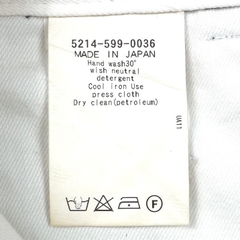 5214-599-0036
MADE IN JAPAN
Hand wash30°
wish neutral
detergent
Cool iron Use
press cloth
Dry clean(petroleum)
UA11
F